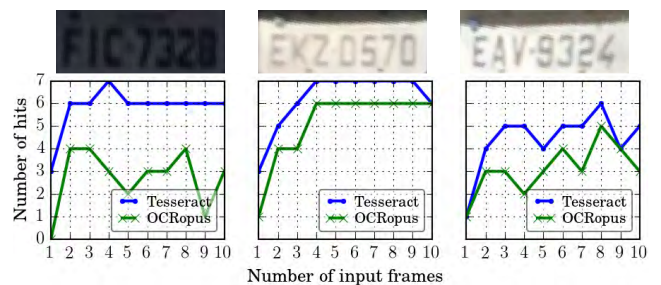 FIC-7328 EKZ-0570 EAV-9324
7
6
5
4
3
2
1
0
Number of hits
Tesseract Tesseract Tesseract
OCRopus OCRopus OCRopus
1 2 3 4 5 6 7 8 9 10 1 2 3 4 5 6 7 8 9 10 1 2 3 4 5 6 7 8 9 10
Number of input frames